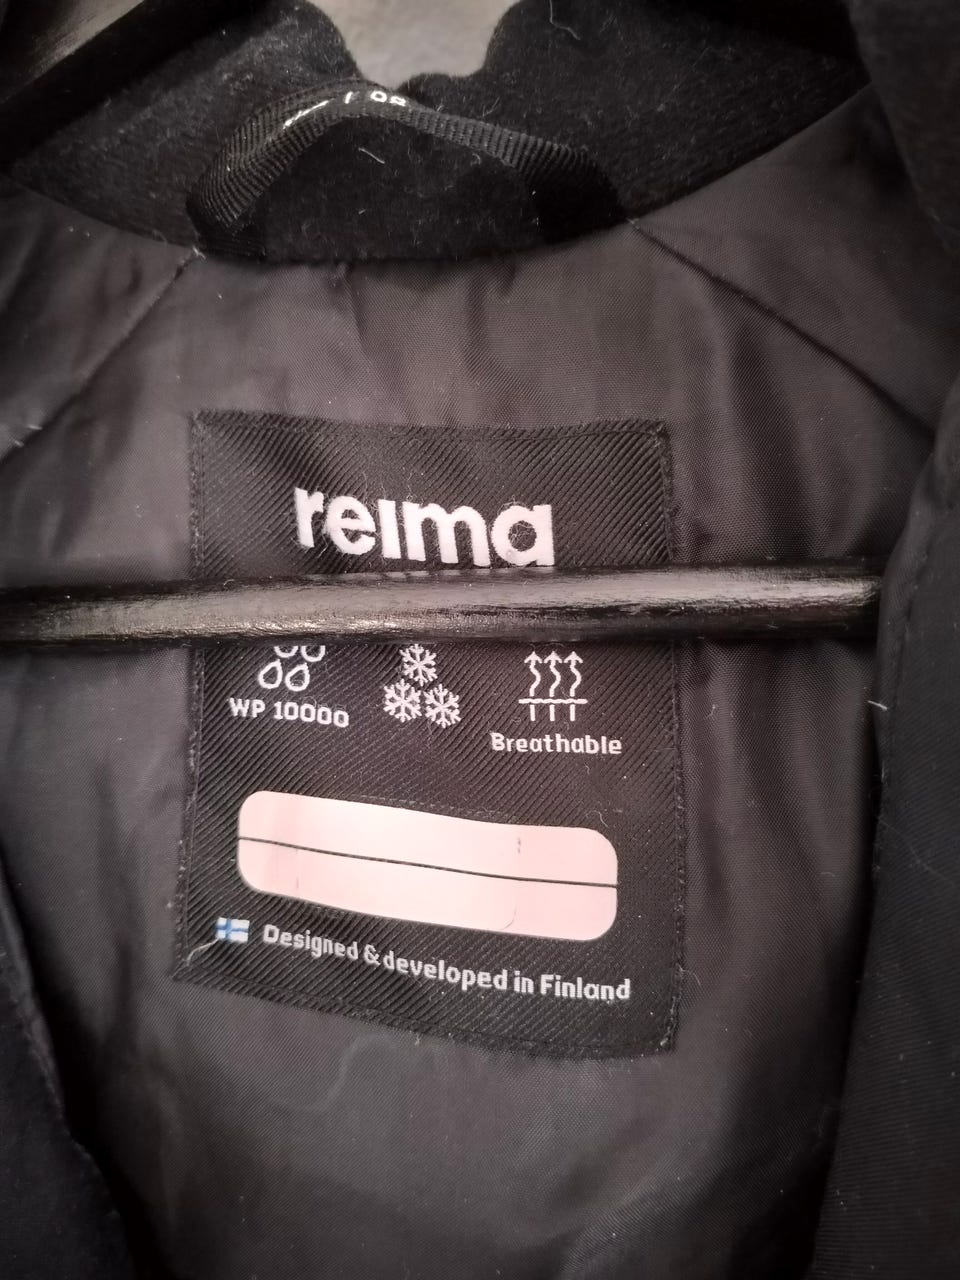 reima
WP 10000
Breathable
Designed & developed in Finland